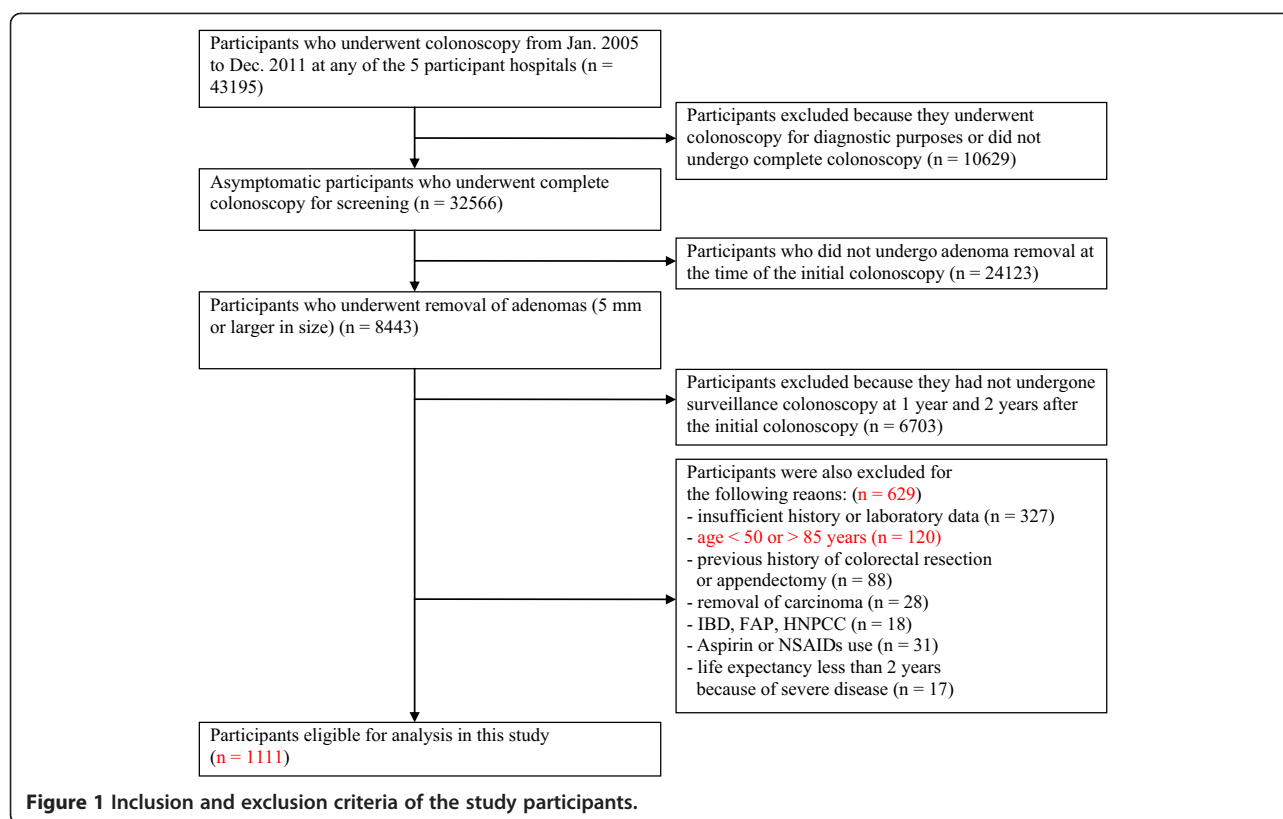 Participants who underwent colonoscopy from Jan. 2005
to Dec. 2011 at any of the 5 participant hospitals (n =
43195)
Participants excluded because they underwent
colonoscopy for diagnostic purposes or did not
undergo complete colonoscopy (n = 10629)
Asymptomatic participants who underwent complete
colonoscopy for screening (n = 32566)
Participants who did not undergo adenoma removal at
the time of the initial colonoscopy (n = 24123)
Participants who underwent removal of adenomas (5 mm
or larger in size) (n = 8443)
Participants excluded because they had not undergone
surveillance colonoscopy at 1 year and 2 years after
the initial colonoscopy (n = 6703)
Participants were also excluded for
the following reaons: (n = 629)
- insufficient history or laboratory data (n = 327)
- age < 50 or > 85 years (n = 120)
- previous history of colorectal resection
or appendectomy (n = 88)
- removal of carcinoma (n = 28)
- IBD, FAP, HNPCC (n = 18)
- Aspirin or NSAIDs use (n = 31)
- life expectancy less than 2 years
because of severe disease (n = 17)
Participants eligible for analysis in this study
(n = 1111)
Figure 1 Inclusion and exclusion criteria of the study participants.